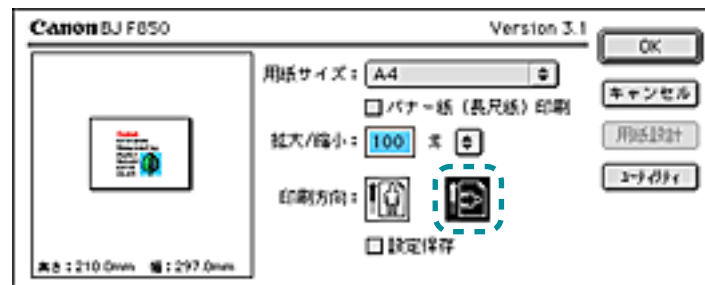 Canon BJ F850
Version 3.1
OK
用紙サイズ: A4
キャンセル
バナー紙(長尺紙)印刷
用紙設計
拡大/縮小: 100 %
ユーティリティ
印刷方向:
設定保存
高さ:210.0mm 幅:297.0mm